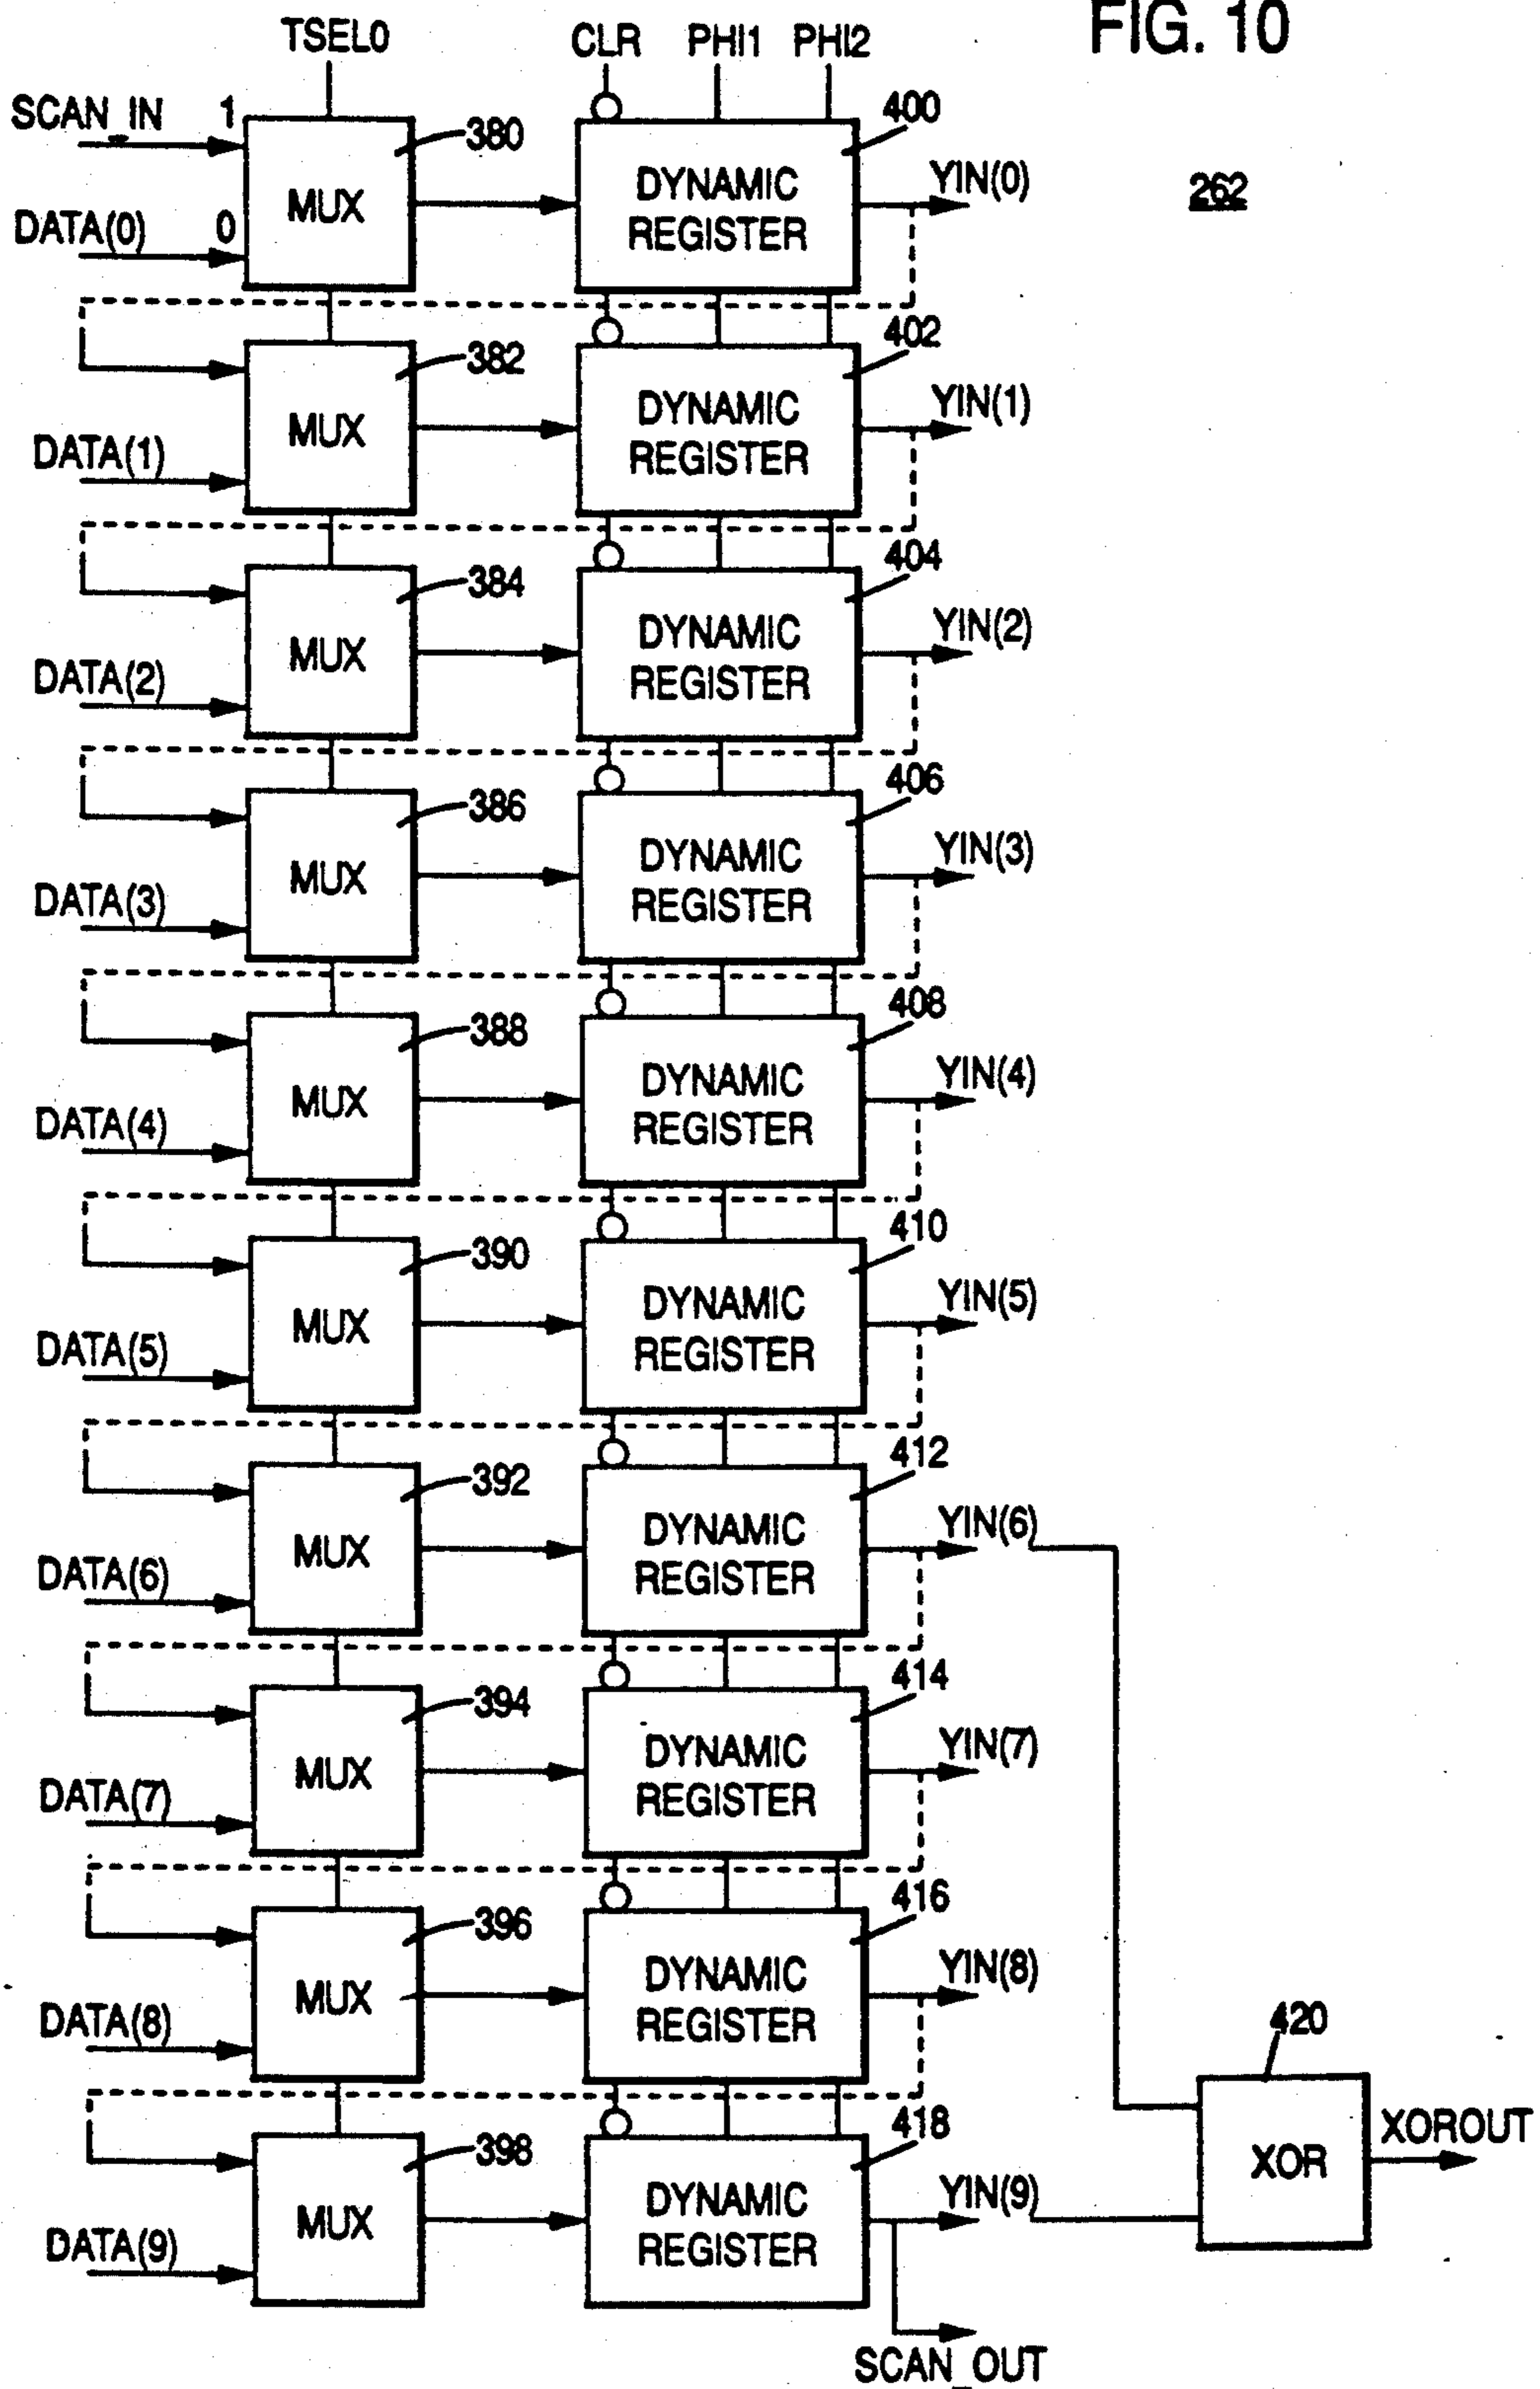 FIG. 10
TSEL0 CLR PHI1 PHI2
SCAN_IN 1 380 400
MUX DYNAMIC REGISTER YIN(0) 262
DATA(0) 0
382 402
MUX DYNAMIC REGISTER YIN(1)
DATA(1)
384 404
MUX DYNAMIC REGISTER YIN(2)
DATA(2)
386 406
MUX DYNAMIC REGISTER YIN(3)
DATA(3)
388 408
MUX DYNAMIC REGISTER YIN(4)
DATA(4)
390 410
MUX DYNAMIC REGISTER YIN(5)
DATA(5)
392 412
MUX DYNAMIC REGISTER YIN(6)
DATA(6)
394 414
MUX DYNAMIC REGISTER YIN(7)
DATA(7)
396 416
MUX DYNAMIC REGISTER YIN(8)
DATA(8)
420
398 418
MUX DYNAMIC REGISTER YIN(9) XOR XOROUT
DATA(9)
SCAN_OUT